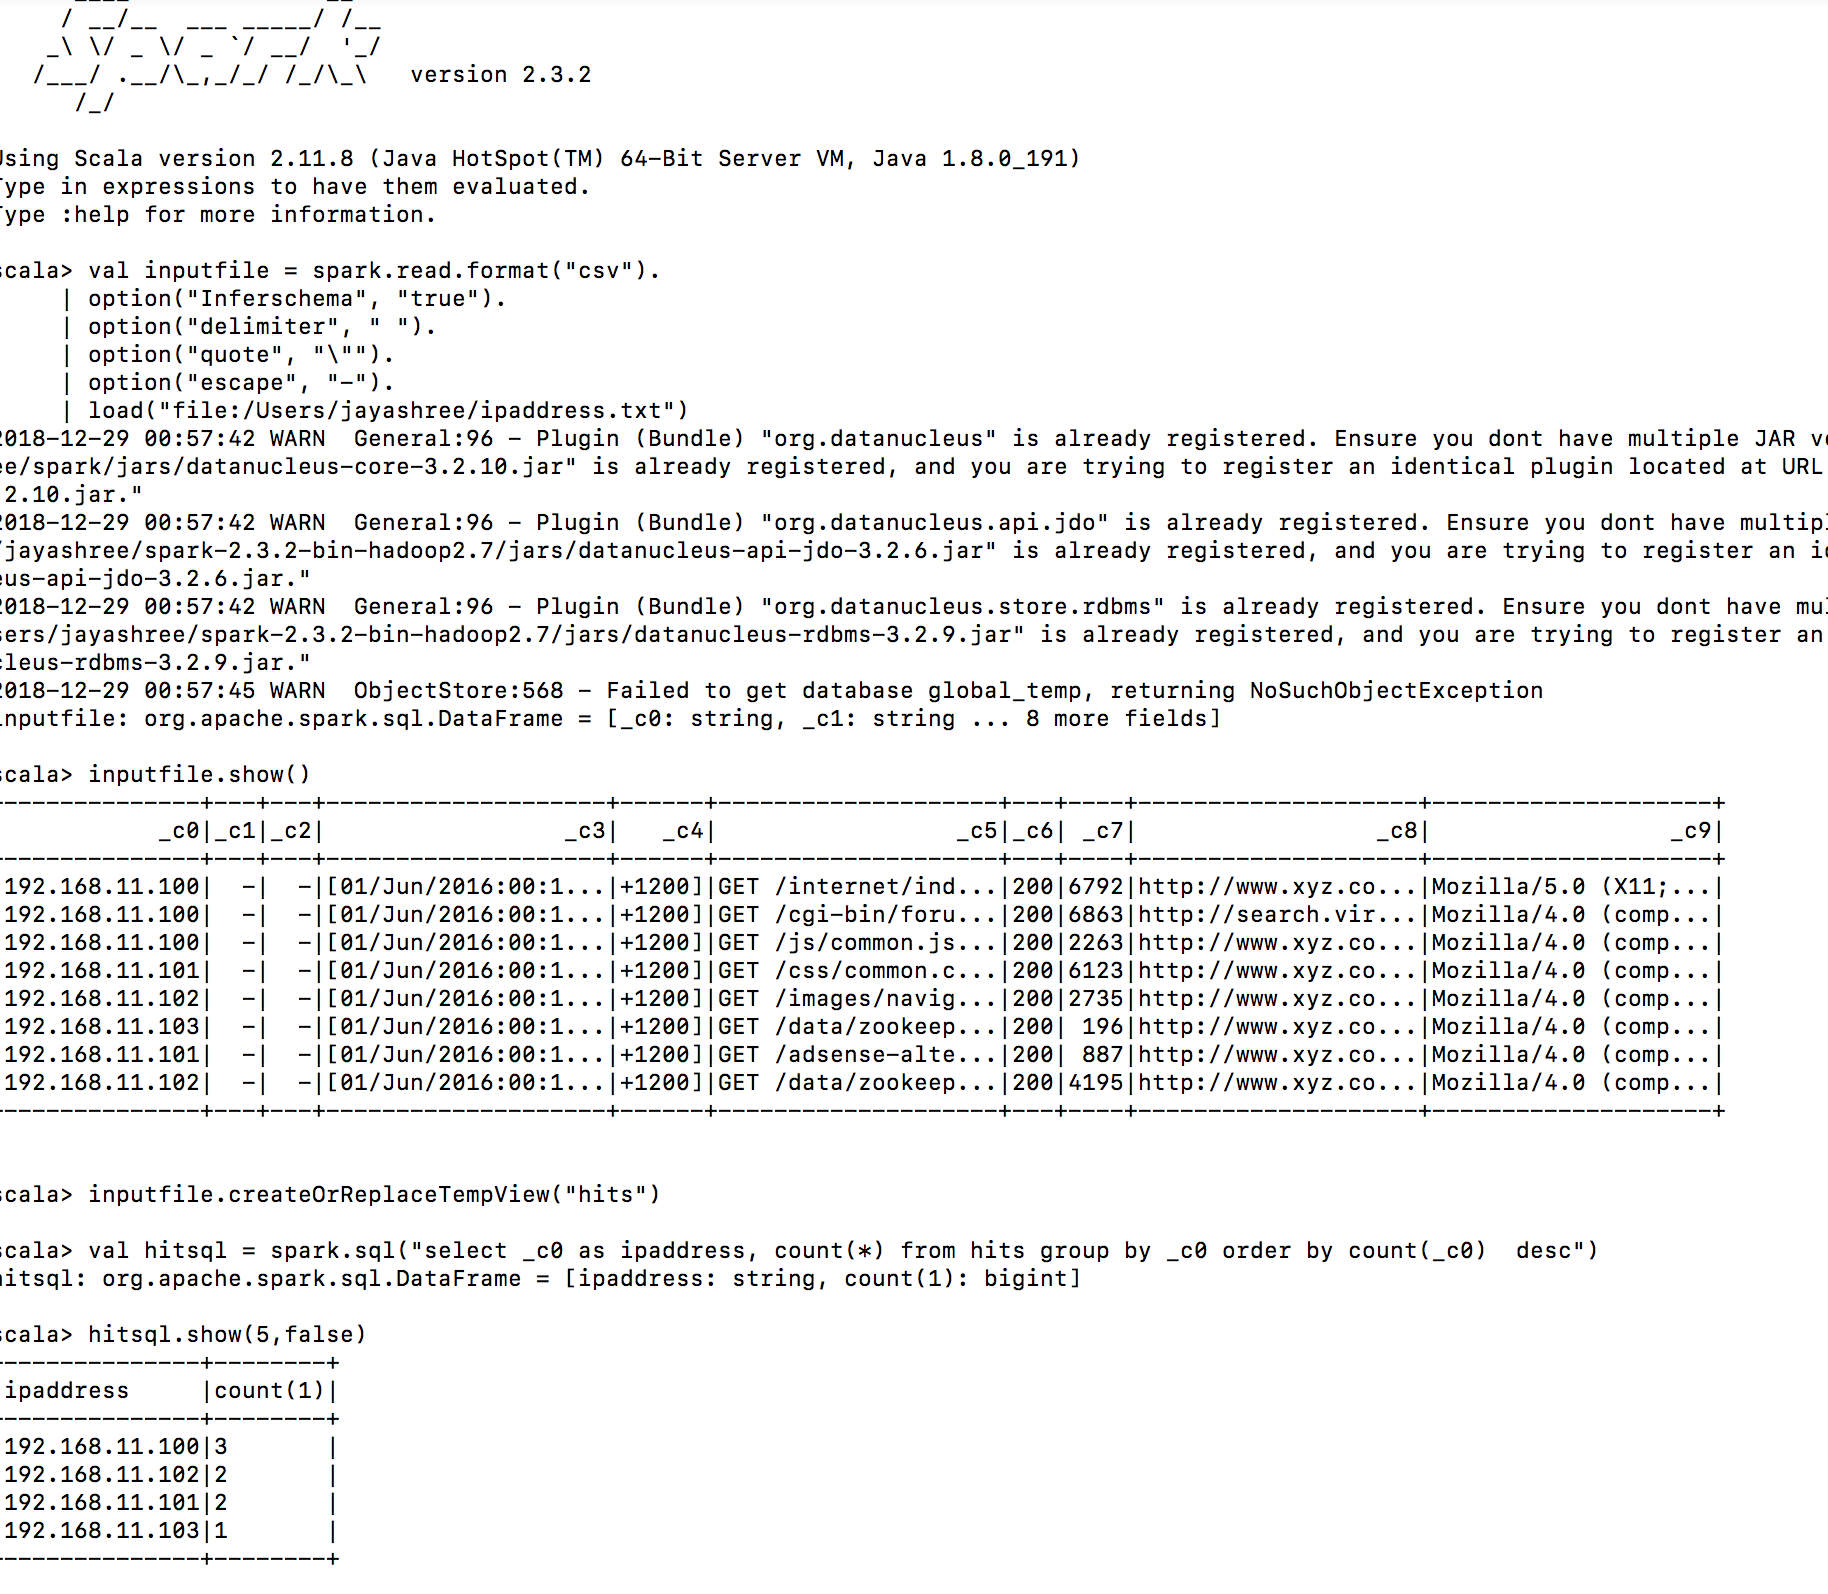 version 2.3.2
Using Scala version 2.11.8 (Java HotSpot(TM) 64-Bit Server VM, Java 1.8.0_191)
Type in expressions to have them evaluated.
Type :help for more information.
scala> val inputfile = spark.read.format("csv").
| option("Inferschema", "true").
| option("delimiter", " ").
| option("quote", "\"").
| option("escape", "-").
| load("file:/Users/jayashree/ipaddress.txt")
2018-12-29 00:57:42 WARN  General:96 - Plugin (Bundle) "org.datanucleus" is already registered. Ensure you dont have multiple JAR
ee/spark/jars/datanucleus-core-3.2.10.jar" is already registered, and you are trying to register an identical plugin located at URL
2.10.jar."
2018-12-29 00:57:42 WARN  General:96 - Plugin (Bundle) "org.datanucleus.api.jdo" is already registered. Ensure you dont have multipl
/jayashree/spark-2.3.2-bin-hadoop2.7/jars/datanucleus-api-jdo-3.2.6.jar" is already registered, and you are trying to register an
eus-api-jdo-3.2.6.jar."
2018-12-29 00:57:42 WARN  General:96 - Plugin (Bundle) "org.datanucleus.store.rdbms" is already registered. Ensure you dont have mul
sers/jayashree/spark-2.3.2-bin-hadoop2.7/jars/datanucleus-rdbms-3.2.9.jar" is already registered, and you are trying to register an
cleus-rdbms-3.2.9.jar."
2018-12-29 00:57:45 WARN  ObjectStore:568 - Failed to get database global_temp, returning NoSuchObjectException
inputfile: org.apache.spark.sql.DataFrame = [_c0: string, _c1: string ... 8 more fields]
scala> inputfile.show()
---------------+---+---+--------------------+------+--------------------+---+----+--------------------+--------------------+
_c0|_c1|_c2|                 _c3|   _c4|                 _c5|_c6| _c7|                 _c8|                 _c9|
---------------+---+---+--------------------+------+--------------------+---+----+--------------------+--------------------+
192.168.11.100|  -|  -|[01/Jun/2016:00:1...|+1200]|GET /internet/ind...|200|6792|http://www.xyz.co...|Mozilla/5.0 (X11;...|
192.168.11.100|  -|  -|[01/Jun/2016:00:1...|+1200]|GET /cgi-bin/foru...|200|6863|http://search.vir...|Mozilla/4.0 (comp...|
192.168.11.100|  -|  -|[01/Jun/2016:00:1...|+1200]|GET /js/common.js...|200|2263|http://www.xyz.co...|Mozilla/4.0 (comp...|
192.168.11.101|  -|  -|[01/Jun/2016:00:1...|+1200]|GET /css/common.c...|200|6123|http://www.xyz.co...|Mozilla/4.0 (comp...|
192.168.11.102|  -|  -|[01/Jun/2016:00:1...|+1200]|GET /images/navig...|200|2735|http://www.xyz.co...|Mozilla/4.0 (comp...|
192.168.11.103|  -|  -|[01/Jun/2016:00:1...|+1200]|GET /data/zookeep...|200| 196|http://www.xyz.co...|Mozilla/4.0 (comp...|
192.168.11.101|  -|  -|[01/Jun/2016:00:1...|+1200]|GET /adsense-alte...|200| 887|http://www.xyz.co...|Mozilla/4.0 (comp...|
192.168.11.102|  -|  -|[01/Jun/2016:00:1...|+1200]|GET /data/zookeep...|200|4195|http://www.xyz.co...|Mozilla/4.0 (comp...|
---------------+---+---+--------------------+------+--------------------+---+----+--------------------+--------------------+
scala> inputfile.createOrReplaceTempView("hits")
scala> val hitsql = spark.sql("select _c0 as ipaddress, count(*) from hits group by _c0 order by count(_c0)  desc")
hitsql: org.apache.spark.sql.DataFrame = [ipaddress: string, count(1): bigint]
scala> hitsql.show(5,false)
---------------+--------+
ipaddress     |count(1)|
---------------+--------+
192.168.11.100|3       |
192.168.11.102|2       |
192.168.11.101|2       |
192.168.11.103|1       |
---------------+--------+